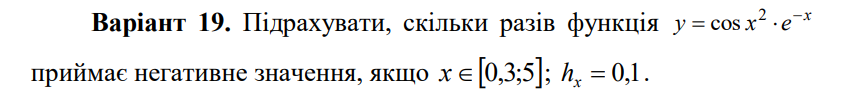 Варіант 19. Підрахувати, скільки разів функція y = cos x² · e⁻ˣ
приймає негативне значення, якщо x ∈ [0,3;5]; hₓ = 0,1.